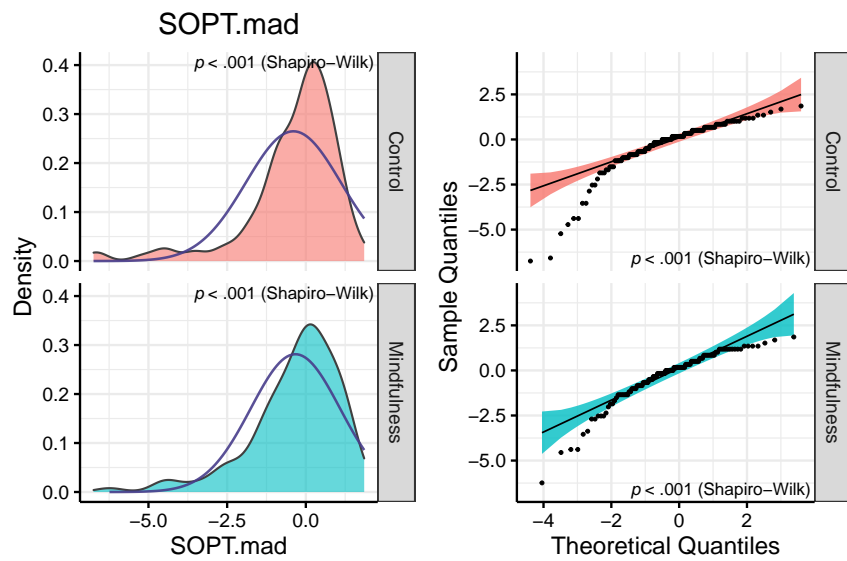 SOPT.mad
Density
0.4
0.3
0.2
0.1
0.0
p < .001 (Shapiro−Wilk)
Control
0.4
0.3
0.2
0.1
0.0
p < .001 (Shapiro−Wilk)
Mindfulness
−5.0 −2.5 0.0
SOPT.mad
Sample Quantiles
2.5
0.0
−2.5
−5.0
p < .001 (Shapiro−Wilk)
Control
2.5
0.0
−2.5
−5.0
p < .001 (Shapiro−Wilk)
Mindfulness
−4 −2 0 2
Theoretical Quantiles